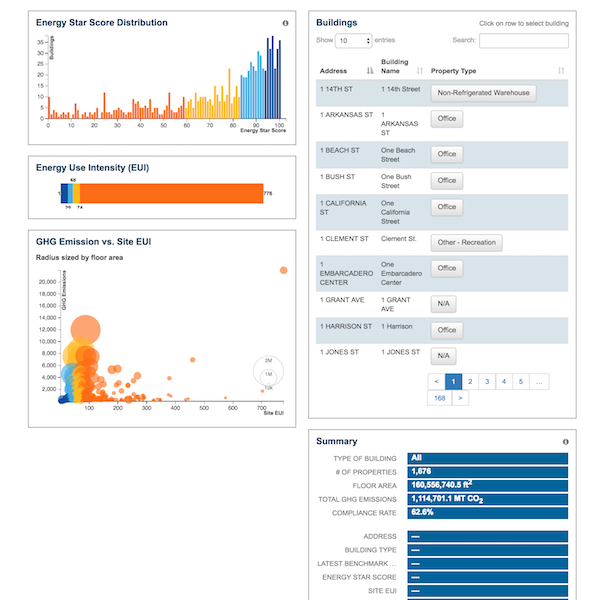 Energy Star Score Distribution
Buildings
35
30
25
20
15
10
5
0
0 10 20 30 40 50 60 70 80 90 100
Energy Star Score
Energy Use Intensity (EUI)
48
1
776
29 74
GHG Emission vs. Site EUI
Radius sized by floor area
GHG Emissions
20,000
18,000
16,000
14,000
12,000
10,000
8,000
6,000
4,000
2,000
2M
1M
10k
100 200 300 400 500 600 700
Site EUI
Buildings
Click on row to select building
Show 10 entries Search:
Address Building Name Property Type
1 14TH ST 1 14th Street Non-Refrigerated Warehouse
1 ARKANSAS ST 1 ARKANSAS ST Office
1 BEACH ST One Beach Street Office
1 BUSH ST One Bush Street Office
1 CALIFORNIA ST One California Street Office
1 CLEMENT ST Clement St. Other - Recreation
1 EMBARCADERO CENTER One Embarcadero Center Office
1 GRANT AVE 1 GRANT AVE N/A
1 HARRISON ST 1 Harrison Office
1 JONES ST 1 JONES ST N/A
< 1 2 3 4 5 …
168 >
Summary
TYPE OF BUILDING All
# OF PROPERTIES 1,676
FLOOR AREA 160,556,740.5 ft2
TOTAL GHG EMISSIONS 1,114,701.1 MT CO2
COMPLIANCE RATE 62.6%
ADDRESS —
BUILDING TYPE —
LATEST BENCHMARK ... —
ENERGY STAR SCORE —
SITE EUI —